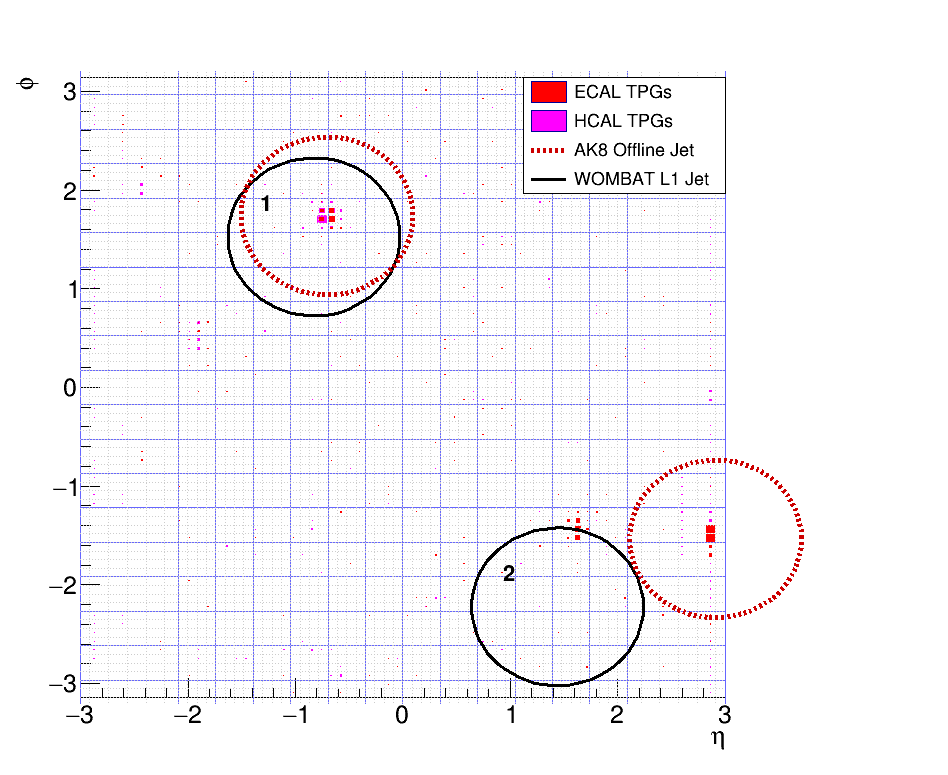 φ
3
2
1
0
−1
−2
−3
ECAL TPGs
HCAL TPGs
AK8 Offline Jet
WOMBAT L1 Jet
1
2
−3 −2 −1 0 1 2 3
η